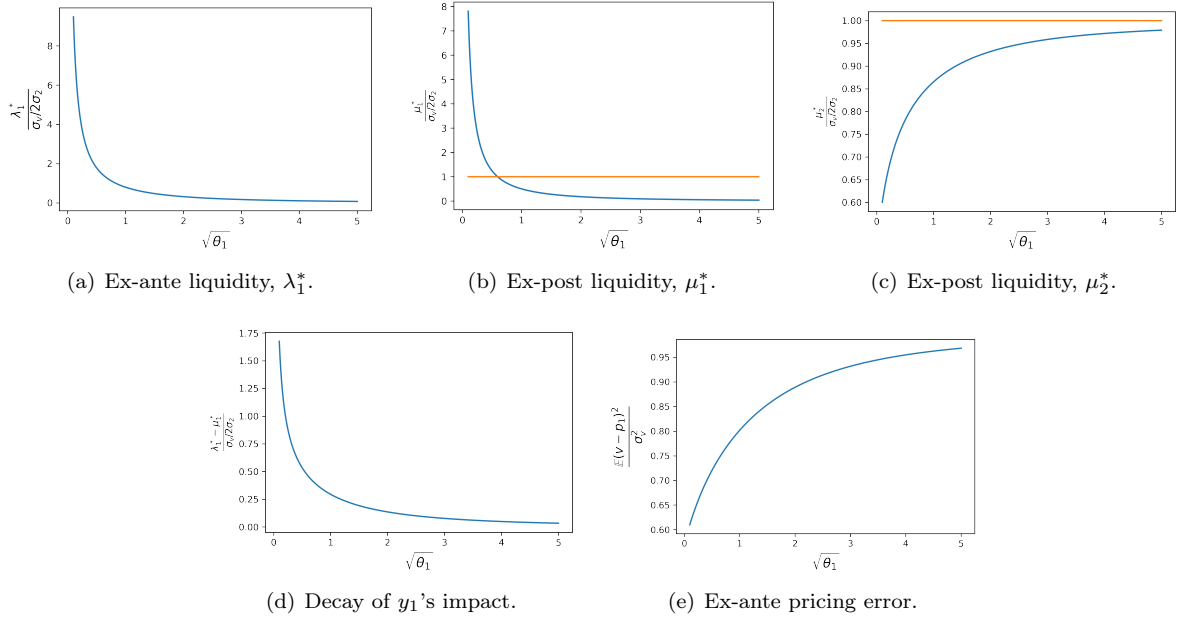 8
6
4
2
0
λ₁*
σᵥ/2σ₂
0 1 2 3 4 5
√θ₁
(a) Ex-ante liquidity, λ₁*.
8
7
6
5
4
3
2
1
0
μ₁*
σᵥ/2σ₂
0 1 2 3 4 5
√θ₁
(b) Ex-post liquidity, μ₁*.
1.00
0.95
0.90
0.85
0.80
0.75
0.70
0.65
0.60
μ₂*
σᵥ/2σ₂
0 1 2 3 4 5
√θ₁
(c) Ex-post liquidity, μ₂*.
1.75
1.50
1.25
1.00
0.75
0.50
0.25
0.00
λ₁* − μ₁*
σᵥ/2σ₂
0 1 2 3 4 5
√θ₁
(d) Decay of y₁'s impact.
0.95
0.90
0.85
0.80
0.75
0.70
0.65
0.60
𝔼(v − p₁)²
σᵥ²
0 1 2 3 4 5
√θ₁
(e) Ex-ante pricing error.